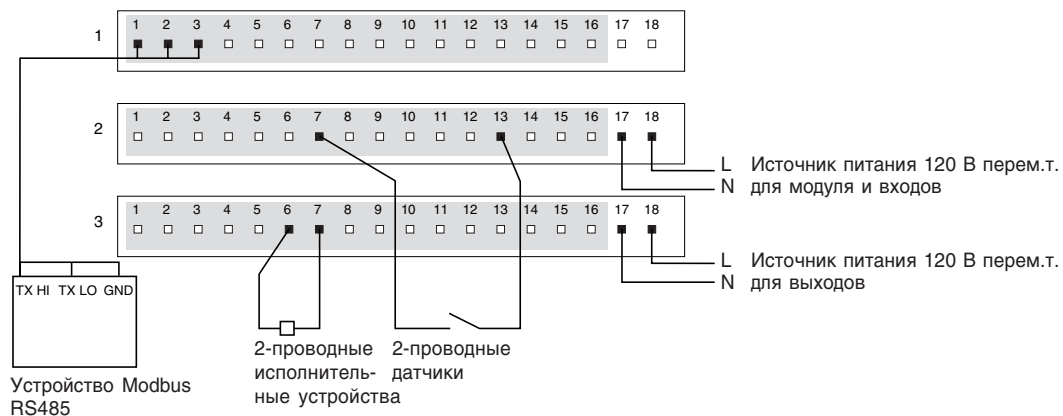 1 2 3 4 5 6 7 8 9 10 11 12 13 14 15 16 17 18
1
1 2 3 4 5 6 7 8 9 10 11 12 13 14 15 16 17 18
2
L Источник питания 120 В перем.т.
N для модуля и входов
1 2 3 4 5 6 7 8 9 10 11 12 13 14 15 16 17 18
3
L Источник питания 120 В перем.т.
N для выходов
TX HI TX LO GND
Устройство Modbus
RS485
2-проводные
исполнитель-
ные устройства
2-проводные
датчики